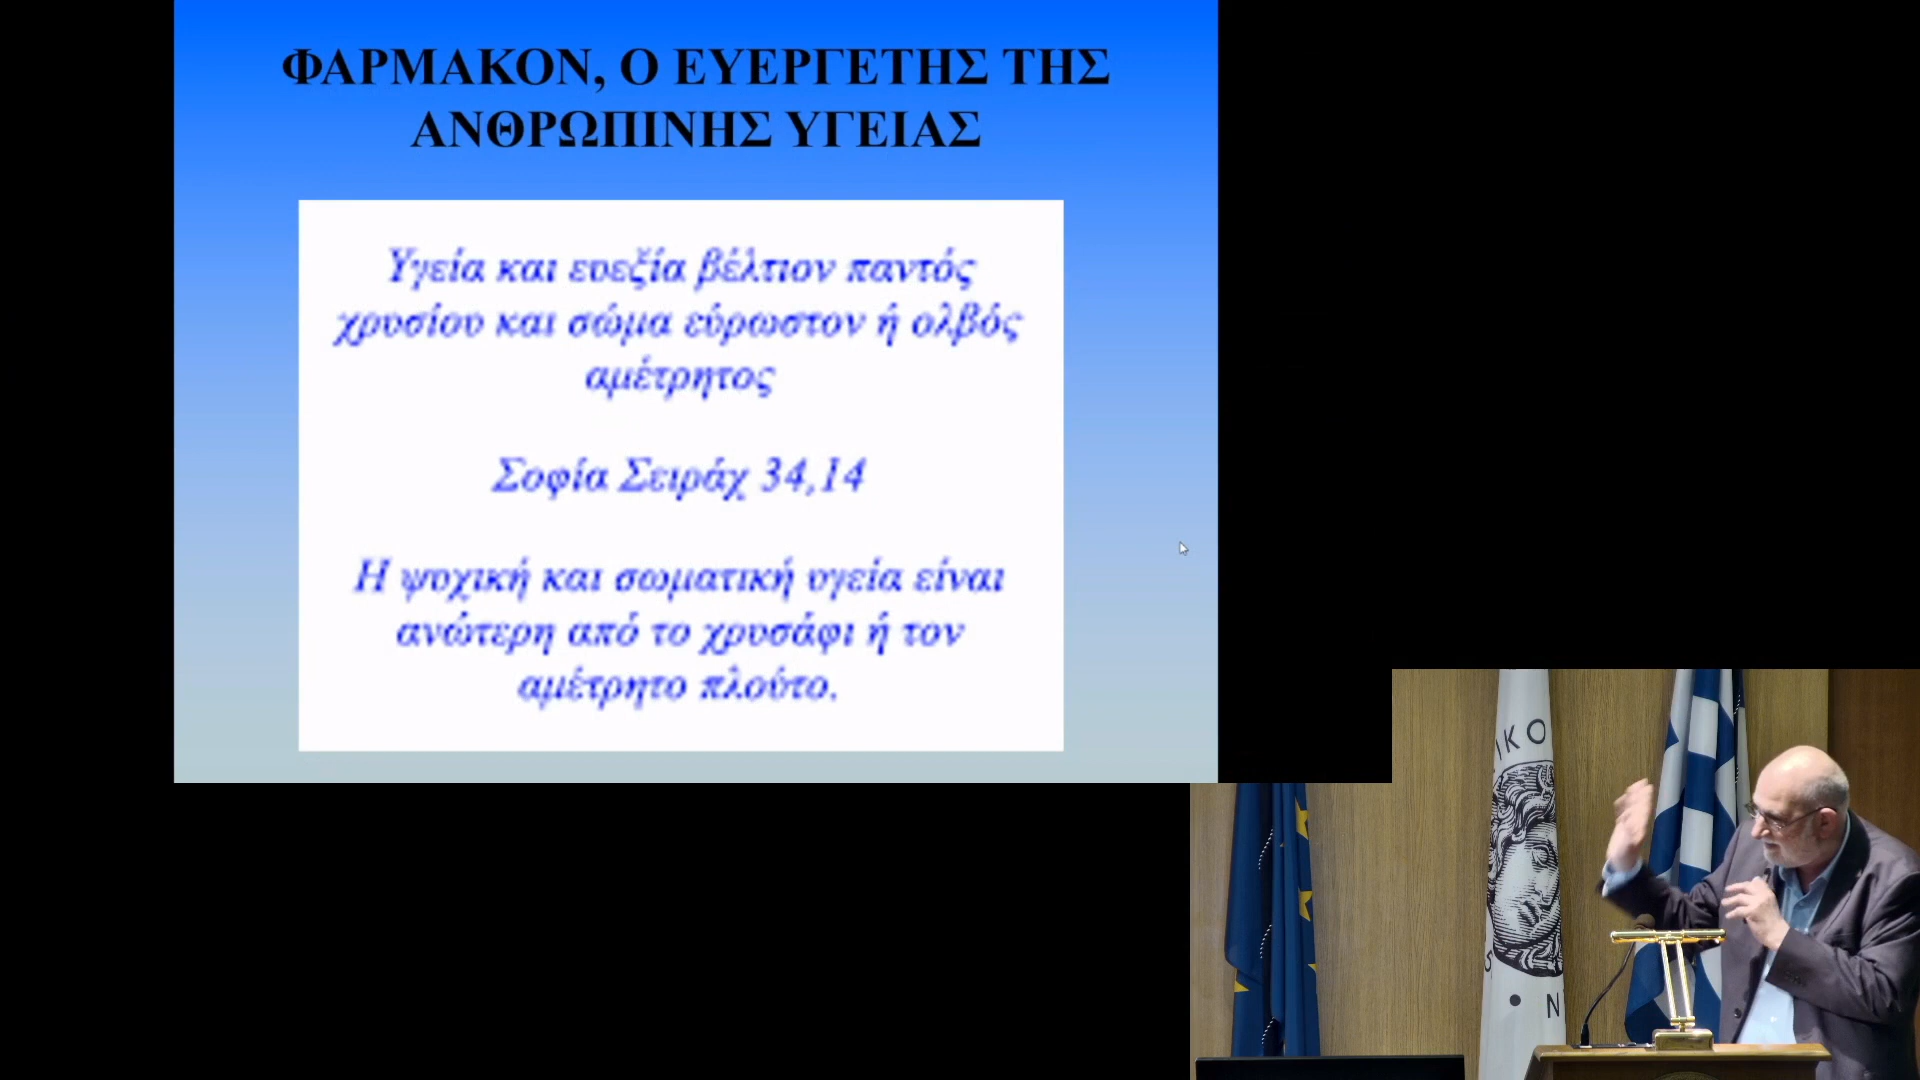 ΦΑΡΜΑΚΟΝ, Ο ΕΥΕΡΓΕΤΗΣ ΤΗΣ
ΑΝΘΡΩΠΙΝΗΣ ΥΓΕΙΑΣ
Υγεία και ευεξία βέλτιον παντός
χρυσίου και σώμα εύρωστον ή ολβός
αμέτρητος
Σοφία Σειράχ 34,14
Η ψυχική και σωματική υγεία είναι
ανώτερη από το χρυσάφι ή τον
αμέτρητο πλούτο.
ΙΚΟ
• Ν